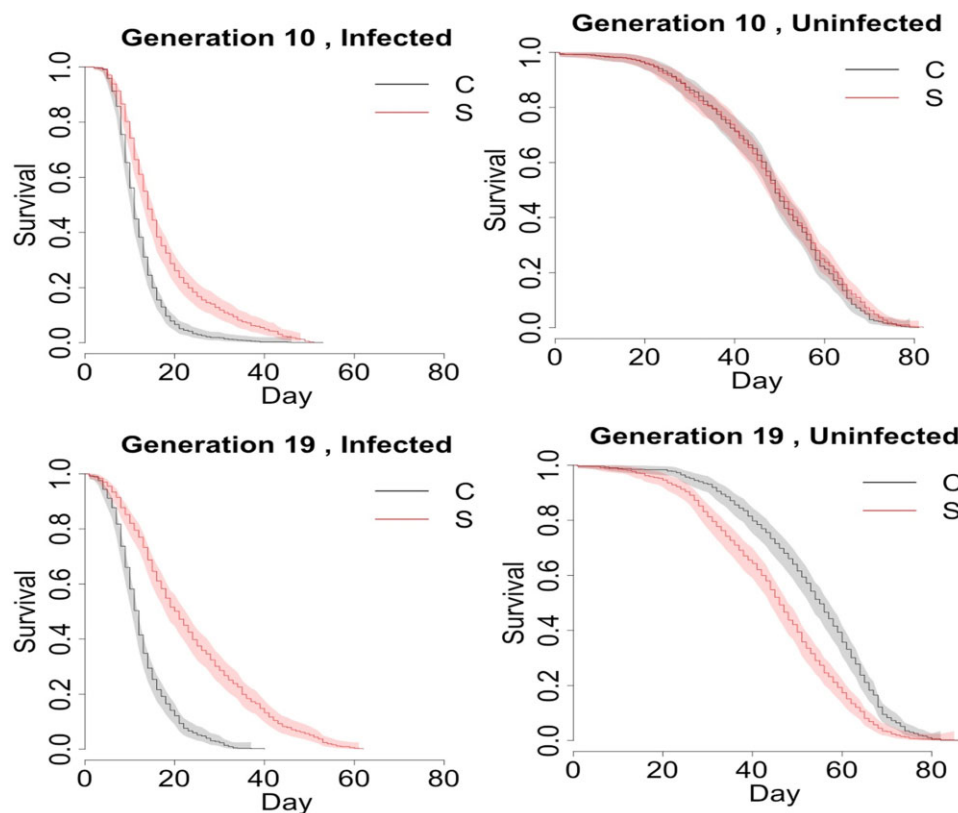 Generation 10 , Infected
C
S
Survival
0.0 0.2 0.4 0.6 0.8 1.0
0 20 40 60 80
Day
Generation 10 , Uninfected
C
S
Survival
0.0 0.2 0.4 0.6 0.8 1.0
0 20 40 60 80
Day
Generation 19 , Infected
C
S
Survival
0.0 0.2 0.4 0.6 0.8 1.0
0 20 40 60 80
Day
Generation 19 , Uninfected
C
S
Survival
0.0 0.2 0.4 0.6 0.8 1.0
0 20 40 60 80
Day